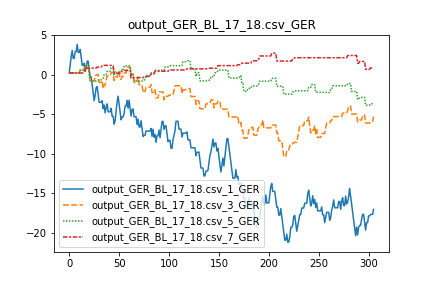 output_GER_BL_17_18.csv_GER
5
0
−5
−10
−15
−20
output_GER_BL_17_18.csv_1_GER
output_GER_BL_17_18.csv_3_GER
output_GER_BL_17_18.csv_5_GER
output_GER_BL_17_18.csv_7_GER
0 50 100 150 200 250 300